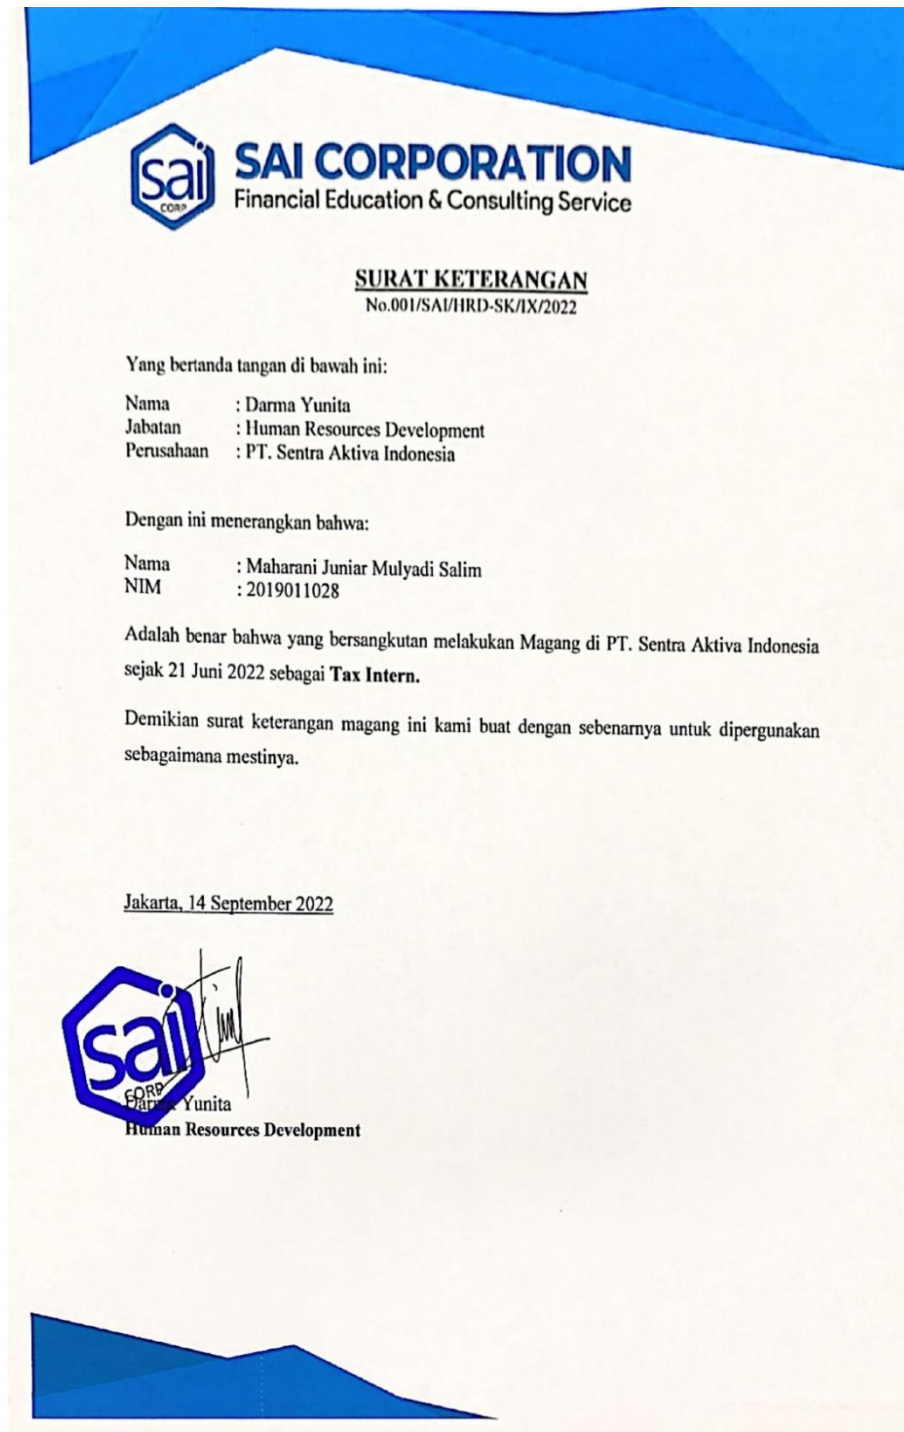 sai
CORP
SAI CORPORATION
Financial Education & Consulting Service
SURAT KETERANGAN
No.001/SAI/HRD-SK/IX/2022
Yang bertanda tangan di bawah ini:
Nama : Darma Yunita
Jabatan : Human Resources Development
Perusahaan : PT. Sentra Aktiva Indonesia
Dengan ini menerangkan bahwa:
Nama : Maharani Juniar Mulyadi Salim
NIM : 2019011028
Adalah benar bahwa yang bersangkutan melakukan Magang di PT. Sentra Aktiva Indonesia
sejak 21 Juni 2022 sebagai Tax Intern.
Demikian surat keterangan magang ini kami buat dengan sebenarnya untuk dipergunakan
sebagaimana mestinya.
Jakarta, 14 September 2022
sai
CORP
Darma Yunita
Human Resources Development